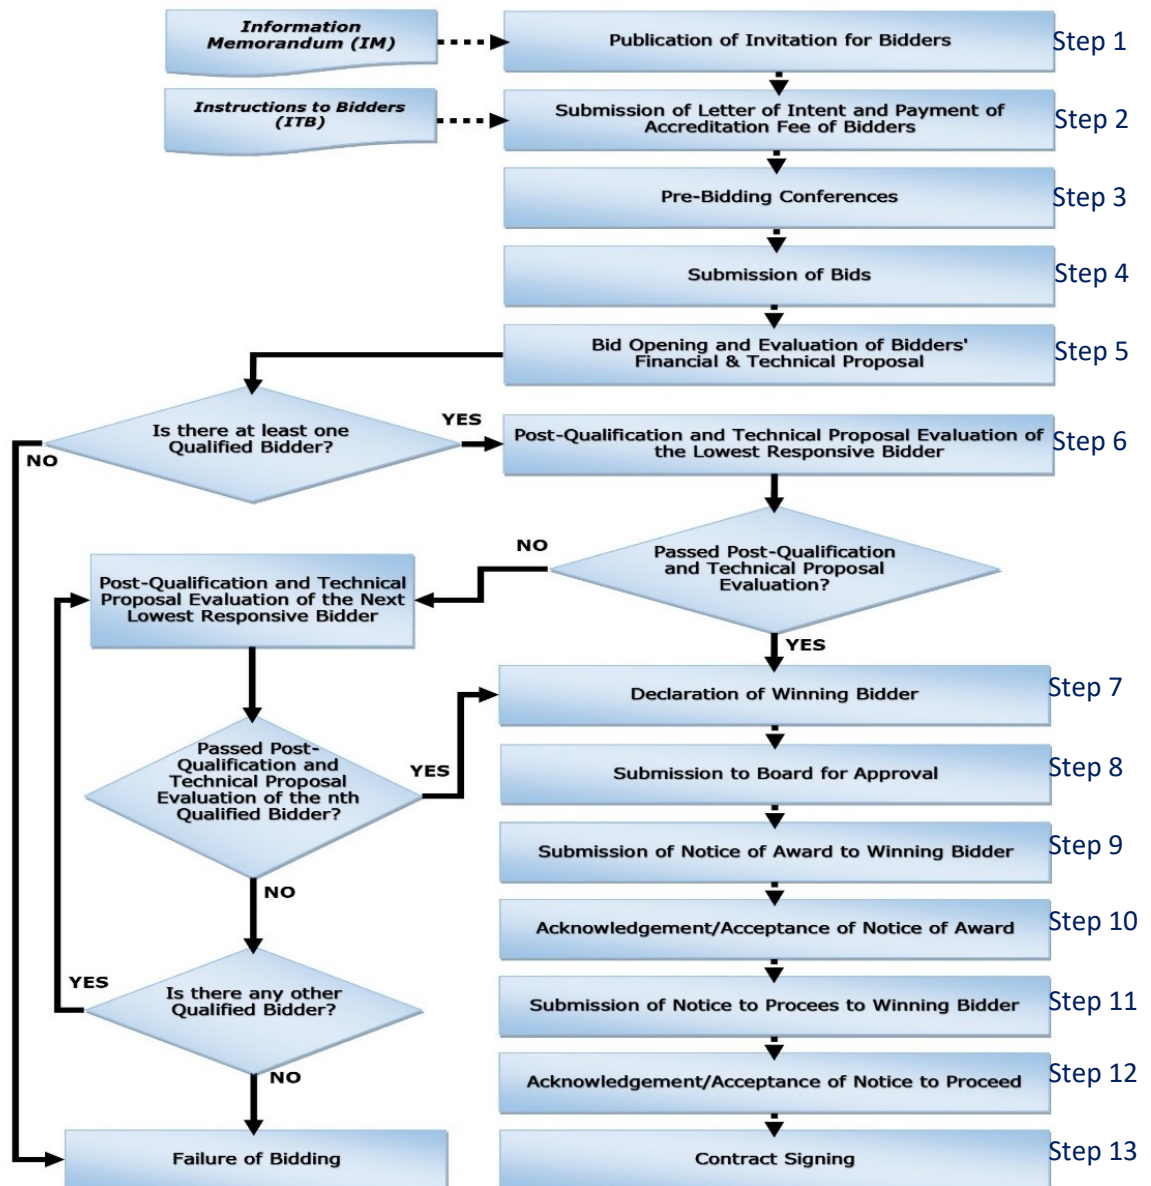 Information
Memorandum (IM)
Publication of Invitation for Bidders
Step 1
Instructions to Bidders
(ITB)
Submission of Letter of Intent and Payment of
Accreditation Fee of Bidders
Step 2
Pre-Bidding Conferences
Step 3
Submission of Bids
Step 4
Bid Opening and Evaluation of Bidders'
Financial & Technical Proposal
Step 5
Is there at least one
Qualified Bidder?
YES
NO
Post-Qualification and Technical Proposal Evaluation of
the Lowest Responsive Bidder
Step 6
Passed Post-Qualification
and Technical Proposal
Evaluation?
NO
YES
Post-Qualification and Technical
Proposal Evaluation of the Next
Lowest Responsive Bidder
Declaration of Winning Bidder
Step 7
Passed Post-
Qualification and
Technical Proposal
Evaluation of the nth
Qualified Bidder?
YES
NO
Submission to Board for Approval
Step 8
Submission of Notice of Award to Winning Bidder
Step 9
Acknowledgement/Acceptance of Notice of Award
Step 10
Is there any other
Qualified Bidder?
YES
NO
Submission of Notice to Procees to Winning Bidder
Step 11
Acknowledgement/Acceptance of Notice to Proceed
Step 12
Failure of Bidding
Contract Signing
Step 13